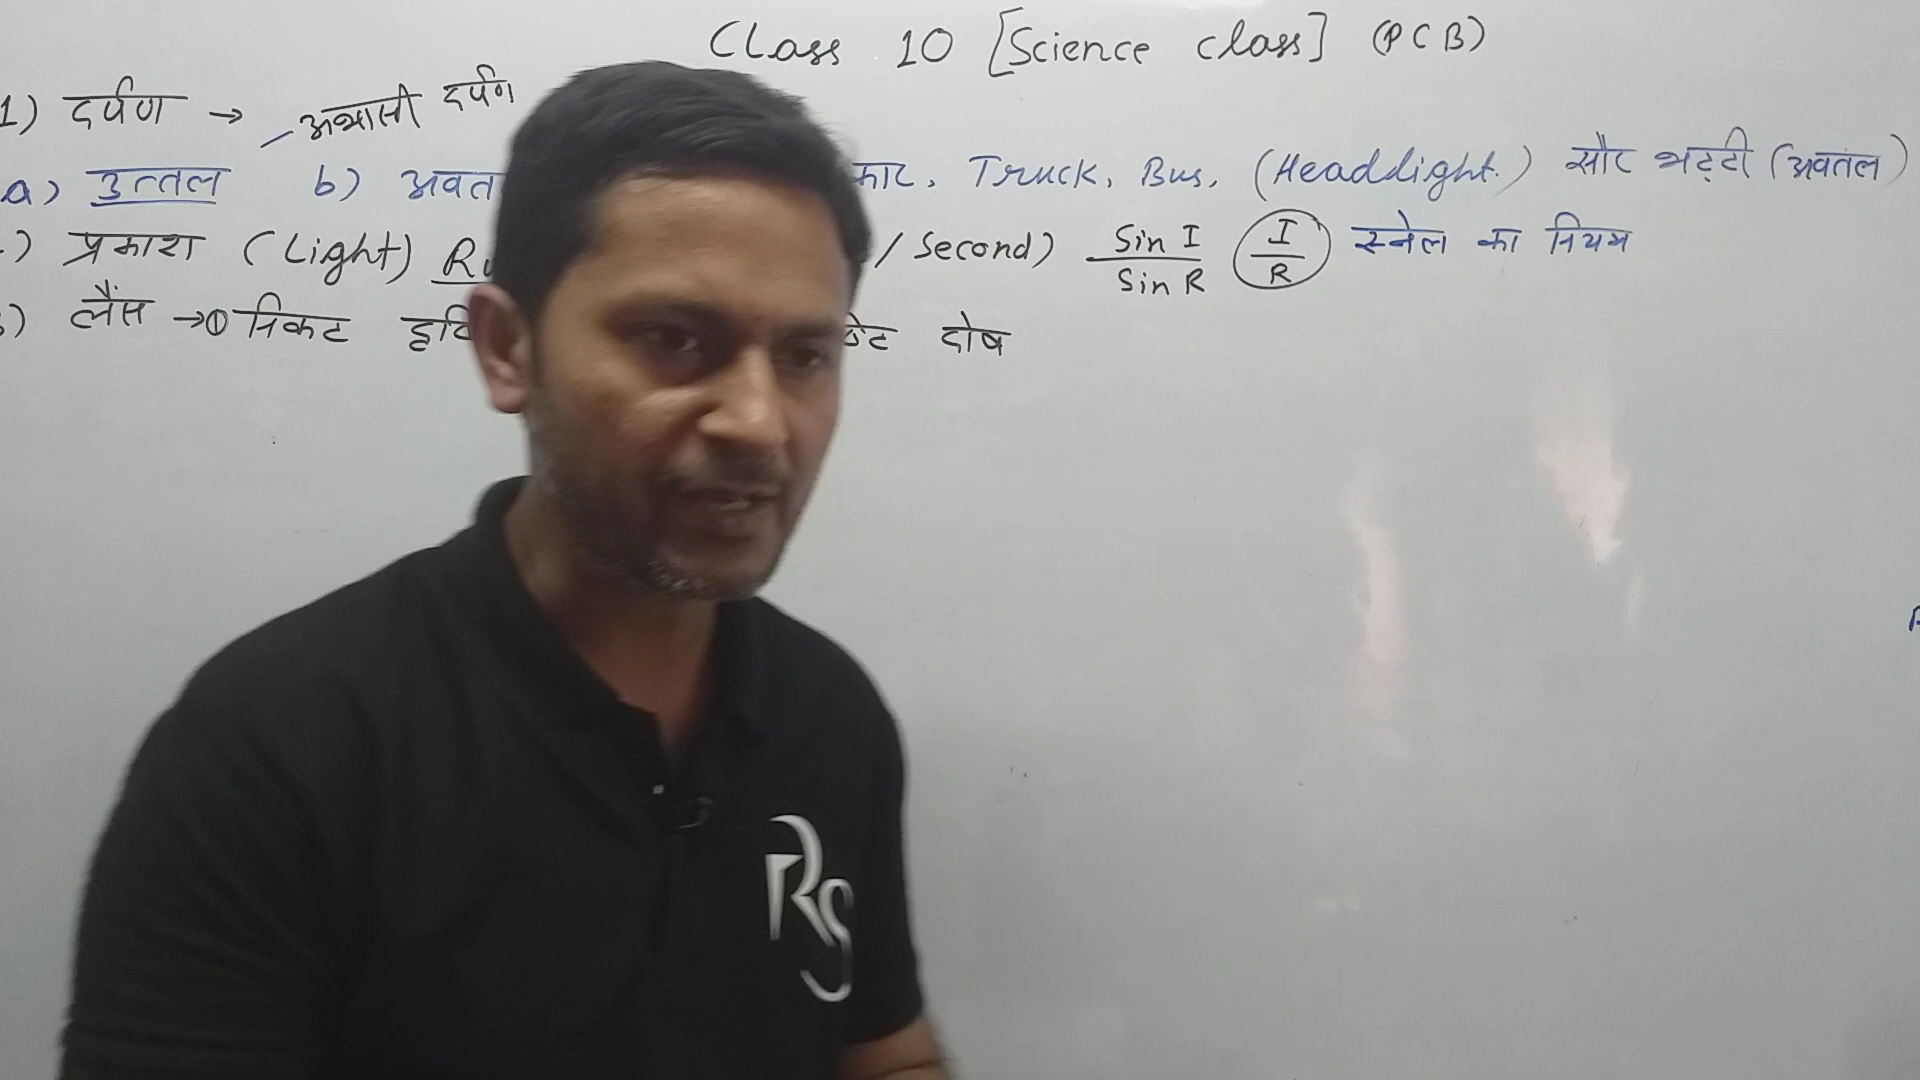 Class 10 [Science class] (PCB)
1) दर्पण → आभासी दर्पण
a) उत्तल b) अवत कार, Truck, Bus, (Headlight.) सौर भट्टी (अवतल)
) प्रकाश (Light) / Second) Sin I / Sin R I / R स्नेल का नियम
) लैंस → ① निकट दोष
RS